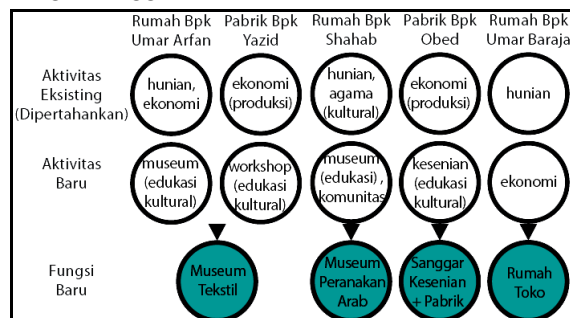 Rumah Bpk Pabrik Bpk Rumah Bpk Pabrik Bpk Rumah Bpk
Umar Arfan Yazid Shahab Obed Umar Baraja
Aktivitas
Eksisting
(Dipertahankan)
hunian,
ekonomi
ekonomi
(produksi)
hunian,
agama
(kultural)
ekonomi
(produksi)
hunian
Aktivitas
Baru
museum
(edukasi
kultural)
workshop
(edukasi
kultural)
museum
(edukasi) ,
komunitas
kesenian
(edukasi
kultural)
ekonomi
Fungsi
Baru
Museum
Tekstil
Museum
Peranakan
Arab
Sanggar
Kesenian
+ Pabrik
Rumah
Toko